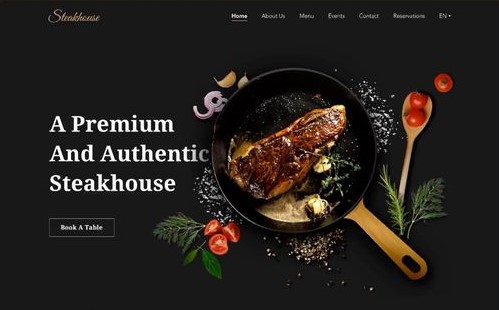 Steakhouse
Home About Us Menu Events Contact Reservations EN
A Premium
And Authentic
Steakhouse
Book A Table